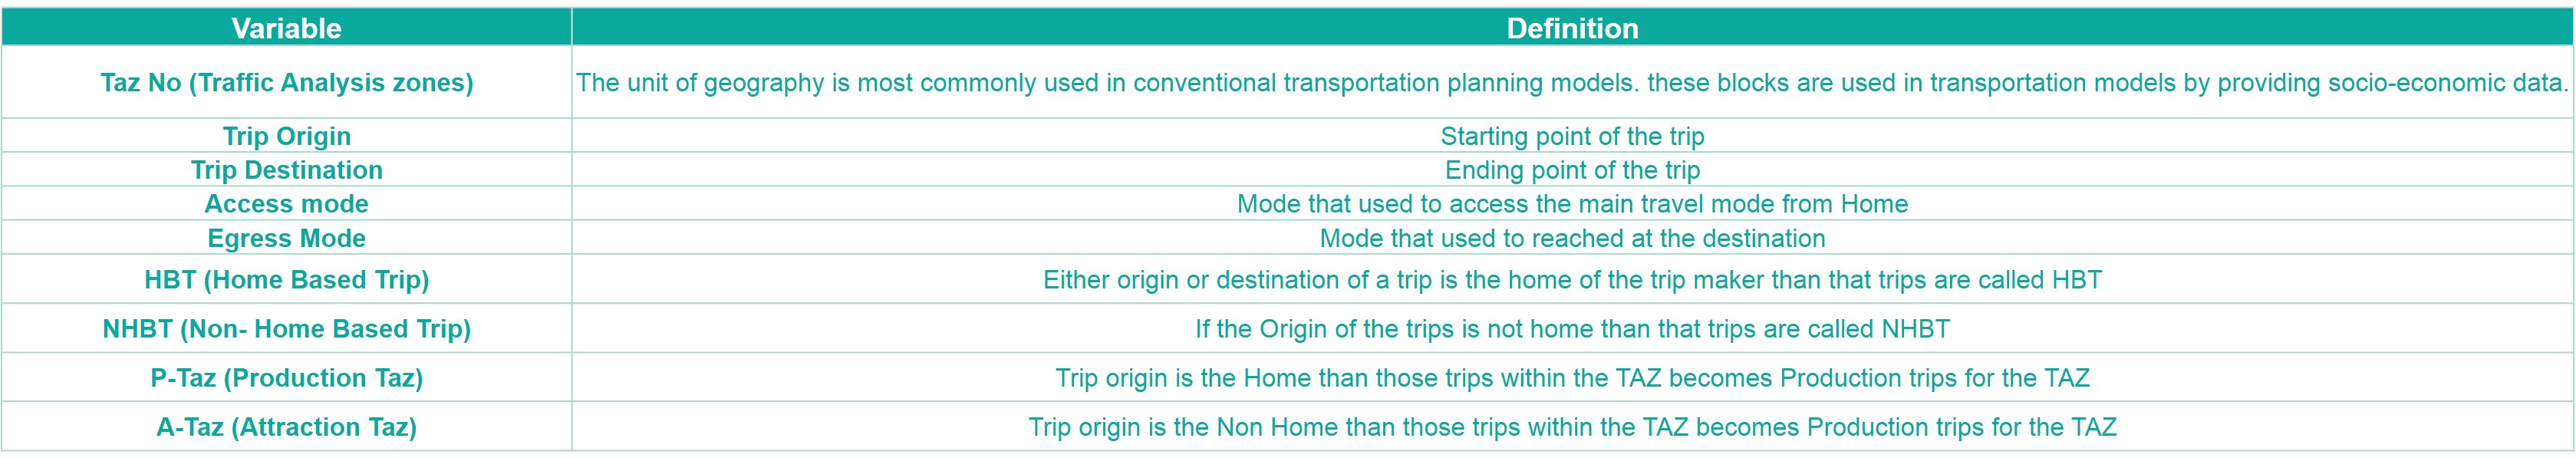 Variable Definition
Taz No (Traffic Analysis zones) The unit of geography is most commonly used in conventional transportation planning models. these blocks are used in transportation models by providing socio-economic data.
Trip Origin Starting point of the trip
Trip Destination Ending point of the trip
Access mode Mode that used to access the main travel mode from Home
Egress Mode Mode that used to reached at the destination
HBT (Home Based Trip) Either origin or destination of a trip is the home of the trip maker than that trips are called HBT
NHBT (Non- Home Based Trip) If the Origin of the trips is not home than that trips are called NHBT
P-Taz (Production Taz) Trip origin is the Home than those trips within the TAZ becomes Production trips for the TAZ
A-Taz (Attraction Taz) Trip origin is the Non Home than those trips within the TAZ becomes Production trips for the TAZ